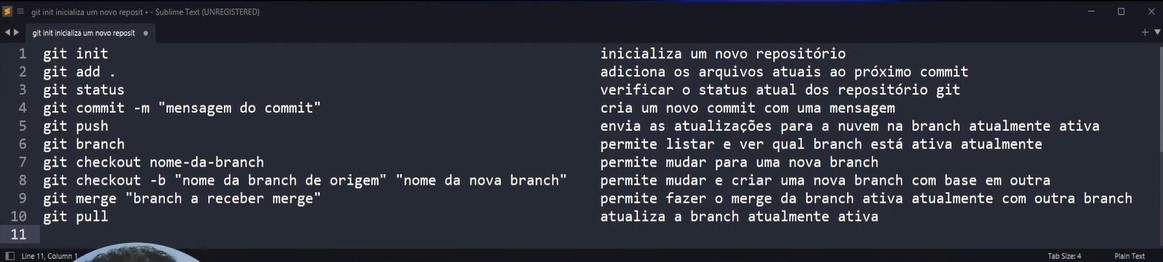 git init inicializa um novo reposit • - Sublime Text (UNREGISTERED)
git init inicializa um novo reposit
1 git init inicializa um novo repositório
2 git add . adiciona os arquivos atuais ao próximo commit
3 git status verificar o status atual dos repositório git
4 git commit -m "mensagem do commit" cria um novo commit com uma mensagem
5 git push envia as atualizações para a nuvem na branch atualmente ativa
6 git branch permite listar e ver qual branch está ativa atualmente
7 git checkout nome-da-branch permite mudar para uma nova branch
8 git checkout -b "nome da branch de origem" "nome da nova branch" permite mudar e criar uma nova branch com base em outra
9 git merge "branch a receber merge" permite fazer o merge da branch ativa atualmente com outra branch
10 git pull atualiza a branch atualmente ativa
11
Line 11, Column 1 Tab Size: 4 Plain Text